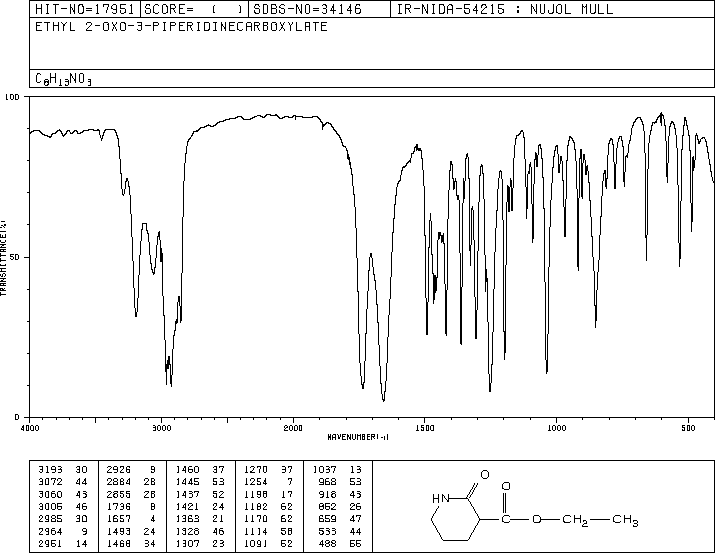 HIT-NO=17951 SCORE= ( ) SDBS-NO=34146 IR-NIDA-54215 : NUJOL MULL
ETHYL 2-OXO-3-PIPERIDINECARBOXYLATE
C8H13NO3
100
50
0
TRANSMITTANCE(%)
4000 3000 2000 1500 1000 500
WAVENUMBER(-1)
3193 30 2926 9 1460 37 1270 37 1037 13
3072 44 2884 28 1445 53 1254 7 968 53
3060 43 2855 28 1437 52 1198 17 918 43
3005 46 1736 8 1421 24 1182 62 852 26
2985 30 1657 4 1363 21 1170 62 659 47
2964 9 1493 24 1328 46 1114 58 533 44
2951 14 1468 34 1307 23 1091 52 488 55
O
HN
O
C
O
CH2
CH3